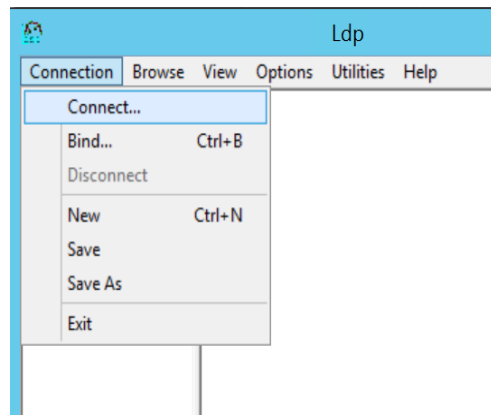 Ldp
Connection Browse View Options Utilities Help
Connect...
Bind... Ctrl+B
Disconnect
New Ctrl+N
Save
Save As
Exit